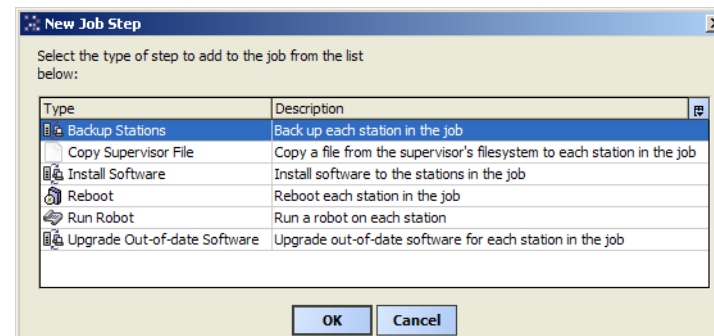 New Job Step
Select the type of step to add to the job from the list
below:
Type Description
Backup Stations Back up each station in the job
Copy Supervisor File Copy a file from the supervisor's filesystem to each station in the job
Install Software Install software to the stations in the job
Reboot Reboot each station in the job
Run Robot Run a robot on each station
Upgrade Out-of-date Software Upgrade out-of-date software for each station in the job
OK Cancel